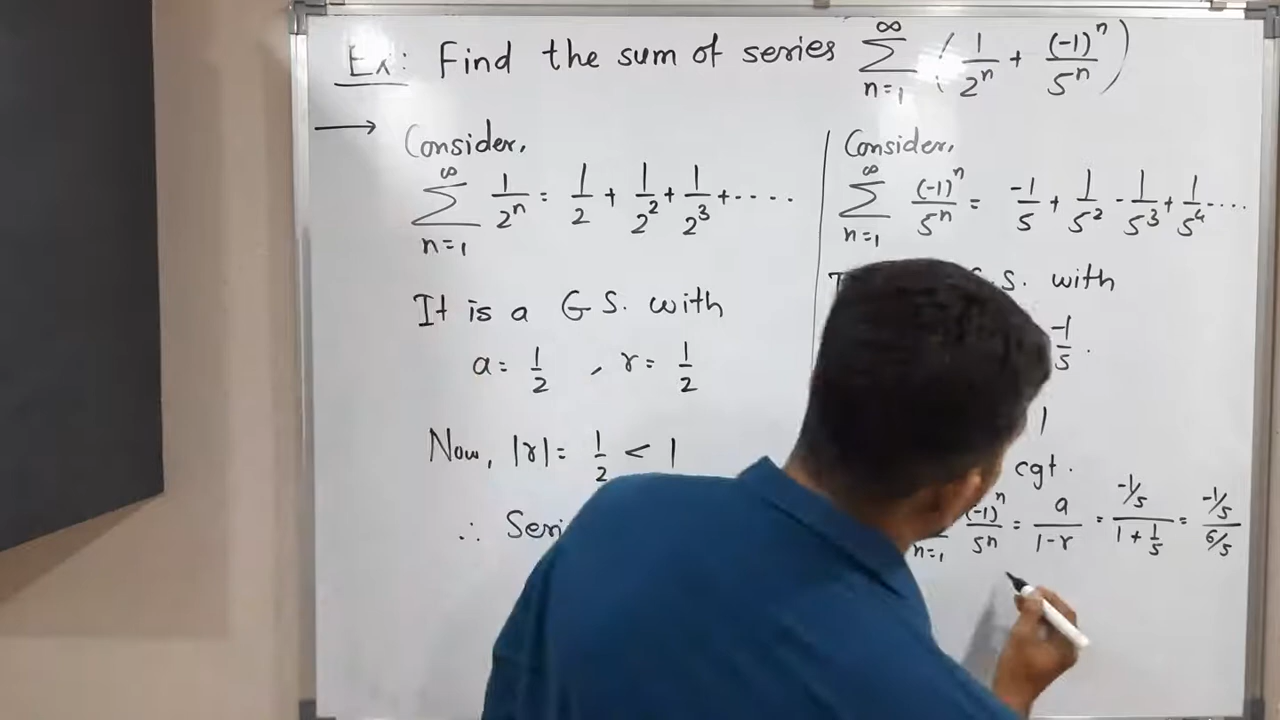 Ex: Find the sum of series ∑_{n=1}^{∞} ( 1/2^n + (-1)^n/5^n )
→ Consider,
∑_{n=1}^{∞} 1/2^n = 1/2 + 1/2^2 + 1/2^3 + ....
It is a G S. with
a = 1/2 , r = 1/2
Now, |r| = 1/2 < 1
∴
Consider,
∑_{n=1}^{∞} (-1)^n/5^n = -1/5 + 1/5^2 - 1/5^3 + 1/5^4 ....
S. with
-1/5 .
1
cgt.
n=1 (-1)^n/5^n = a/(1-r) = (-1/5)/(1 + 1/5) = (-1/5)/(6/5)